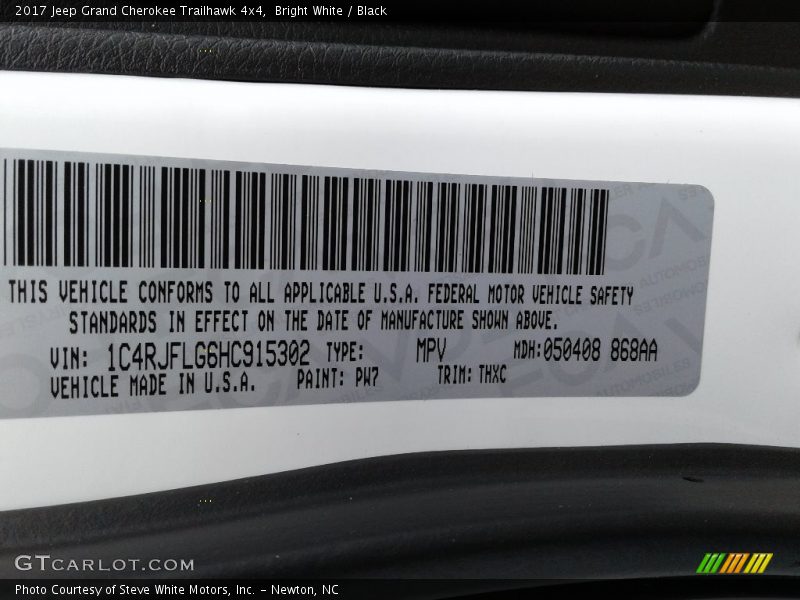 2017 Jeep Grand Cherokee Trailhawk 4x4, Bright White / Black
THIS VEHICLE CONFORMS TO ALL APPLICABLE U.S.A. FEDERAL MOTOR VEHICLE SAFETY
STANDARDS IN EFFECT ON THE DATE OF MANUFACTURE SHOWN ABOVE.
VIN: 1C4RJFLG6HC915302 TYPE: MPV MDH:050408 868AA
VEHICLE MADE IN U.S.A. PAINT: PW7 TRIM: THXC
GTCARLOT.COM
Photo Courtesy of Steve White Motors, Inc. – Newton, NC